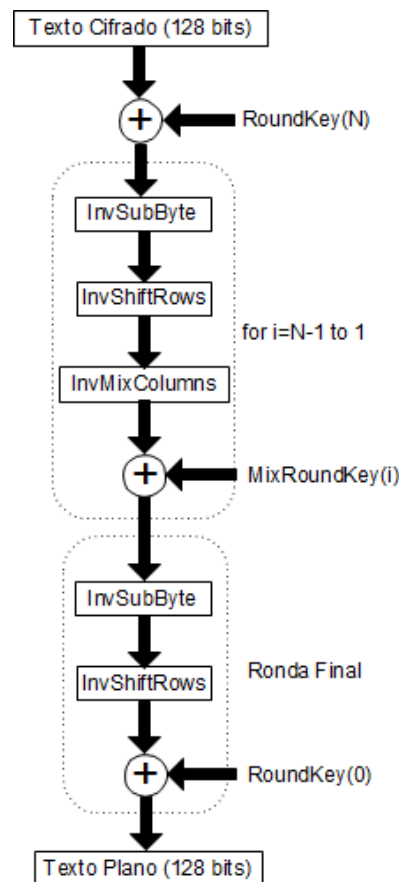 Texto Cifrado (128 bits)
RoundKey(N)
InvSubByte
InvShiftRows
for i=N-1 to 1
InvMixColumns
MixRoundKey(i)
InvSubByte
InvShiftRows
Ronda Final
RoundKey(0)
Texto Plano (128 bits)